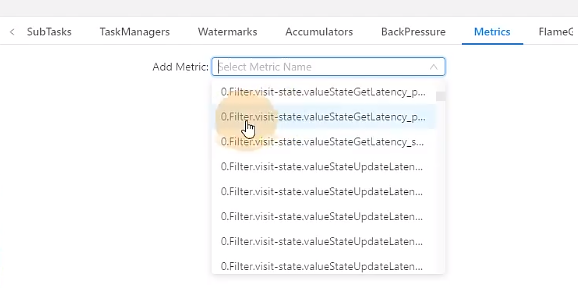 SubTasks TaskManagers Watermarks Accumulators BackPressure Metrics FlameG
Add Metric: Select Metric Name
0.Filter.visit-state.valueStateGetLatency_p...
0.Filter.visit-state.valueStateGetLatency_p...
0.Filter.visit-state.valueStateGetLatency_s...
0.Filter.visit-state.valueStateUpdateLaten...
0.Filter.visit-state.valueStateUpdateLaten...
0.Filter.visit-state.valueStateUpdateLaten...
0.Filter.visit-state.valueStateUpdateLaten...
0.Filter.visit-state.valueStateUpdateLaten...